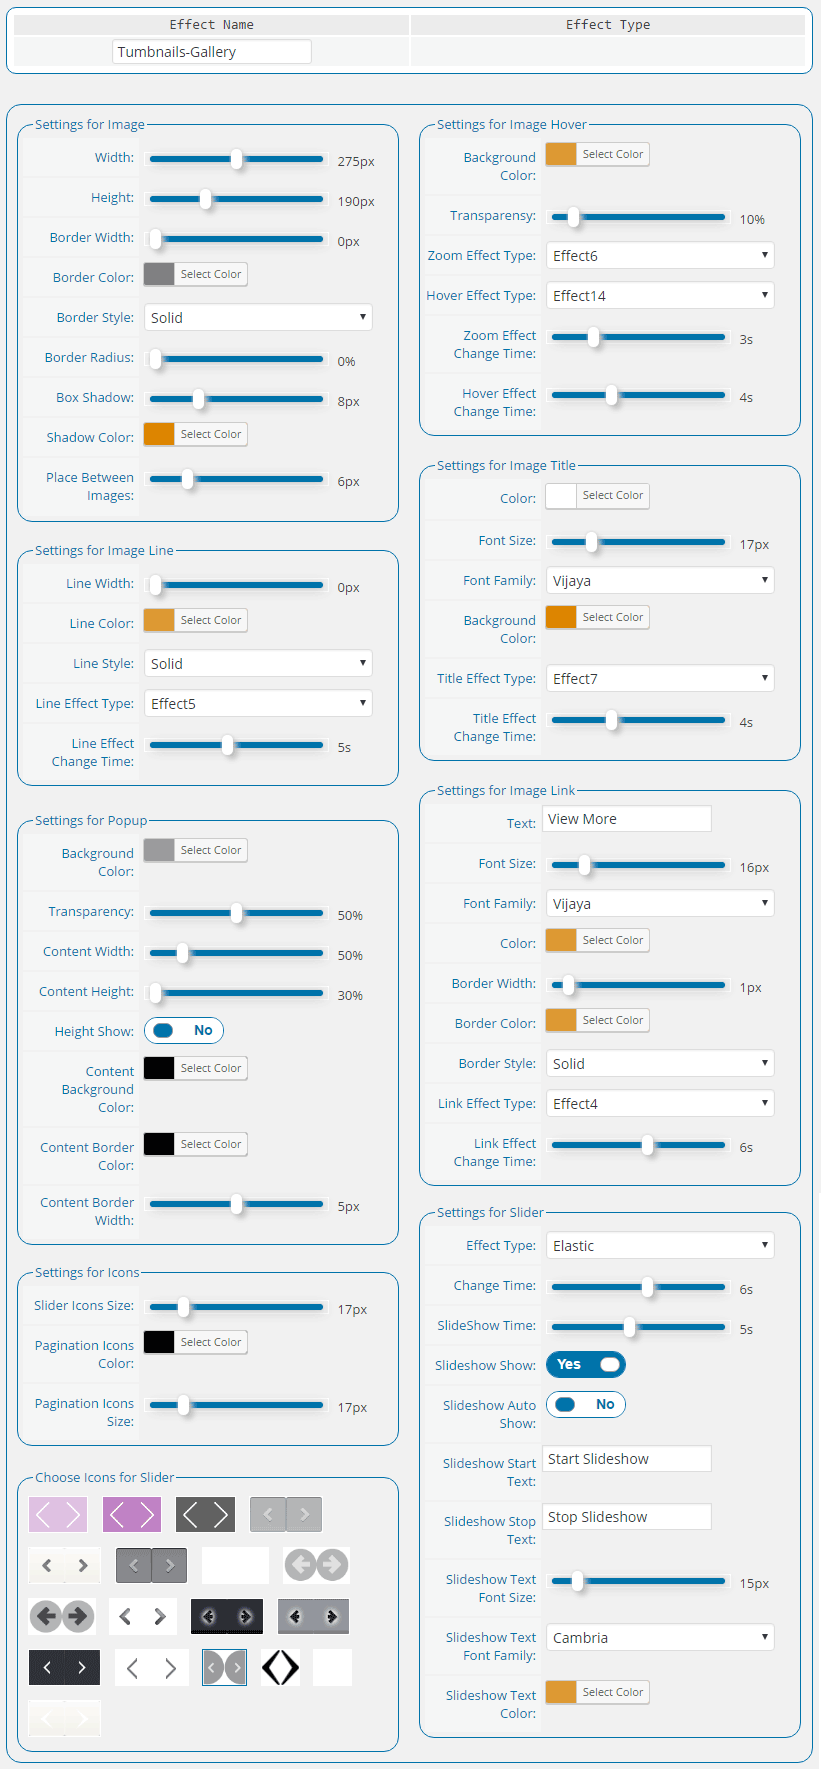 Effect Name
Effect Type
Tumbnails-Gallery
Settings for Image
Width:
275px
Height:
190px
Border Width:
0px
Border Color:
Select Color
Border Style:
Solid
Border Radius:
0%
Box Shadow:
8px
Shadow Color:
Select Color
Place Between
Images:
6px
Settings for Image Line
Line Width:
0px
Line Color:
Select Color
Line Style:
Solid
Line Effect Type:
Effect5
Line Effect
Change Time:
5s
Settings for Popup
Background
Color:
Select Color
Transparency:
50%
Content Width:
50%
Content Height:
30%
Height Show:
No
Content
Background
Color:
Select Color
Content Border
Color:
Select Color
Content Border
Width:
5px
Settings for Icons
Slider Icons Size:
17px
Pagination Icons
Color:
Select Color
Pagination Icons
Size:
17px
Choose Icons for Slider
Settings for Image Hover
Background
Color:
Select Color
Transparensy:
10%
Zoom Effect Type:
Effect6
Hover Effect Type:
Effect14
Zoom Effect
Change Time:
3s
Hover Effect
Change Time:
4s
Settings for Image Title
Color:
Select Color
Font Size:
17px
Font Family:
Vijaya
Background
Color:
Select Color
Title Effect Type:
Effect7
Title Effect
Change Time:
4s
Settings for Image Link
Text:
View More
Font Size:
16px
Font Family:
Vijaya
Color:
Select Color
Border Width:
1px
Border Color:
Select Color
Border Style:
Solid
Link Effect Type:
Effect4
Link Effect
Change Time:
6s
Settings for Slider
Effect Type:
Elastic
Change Time:
6s
SlideShow Time:
5s
Slideshow Show:
Yes
Slideshow Auto
Show:
No
Slideshow Start
Text:
Start Slideshow
Slideshow Stop
Text:
Stop Slideshow
Slideshow Text
Font Size:
15px
Slideshow Text
Font Family:
Cambria
Slideshow Text
Color:
Select Color